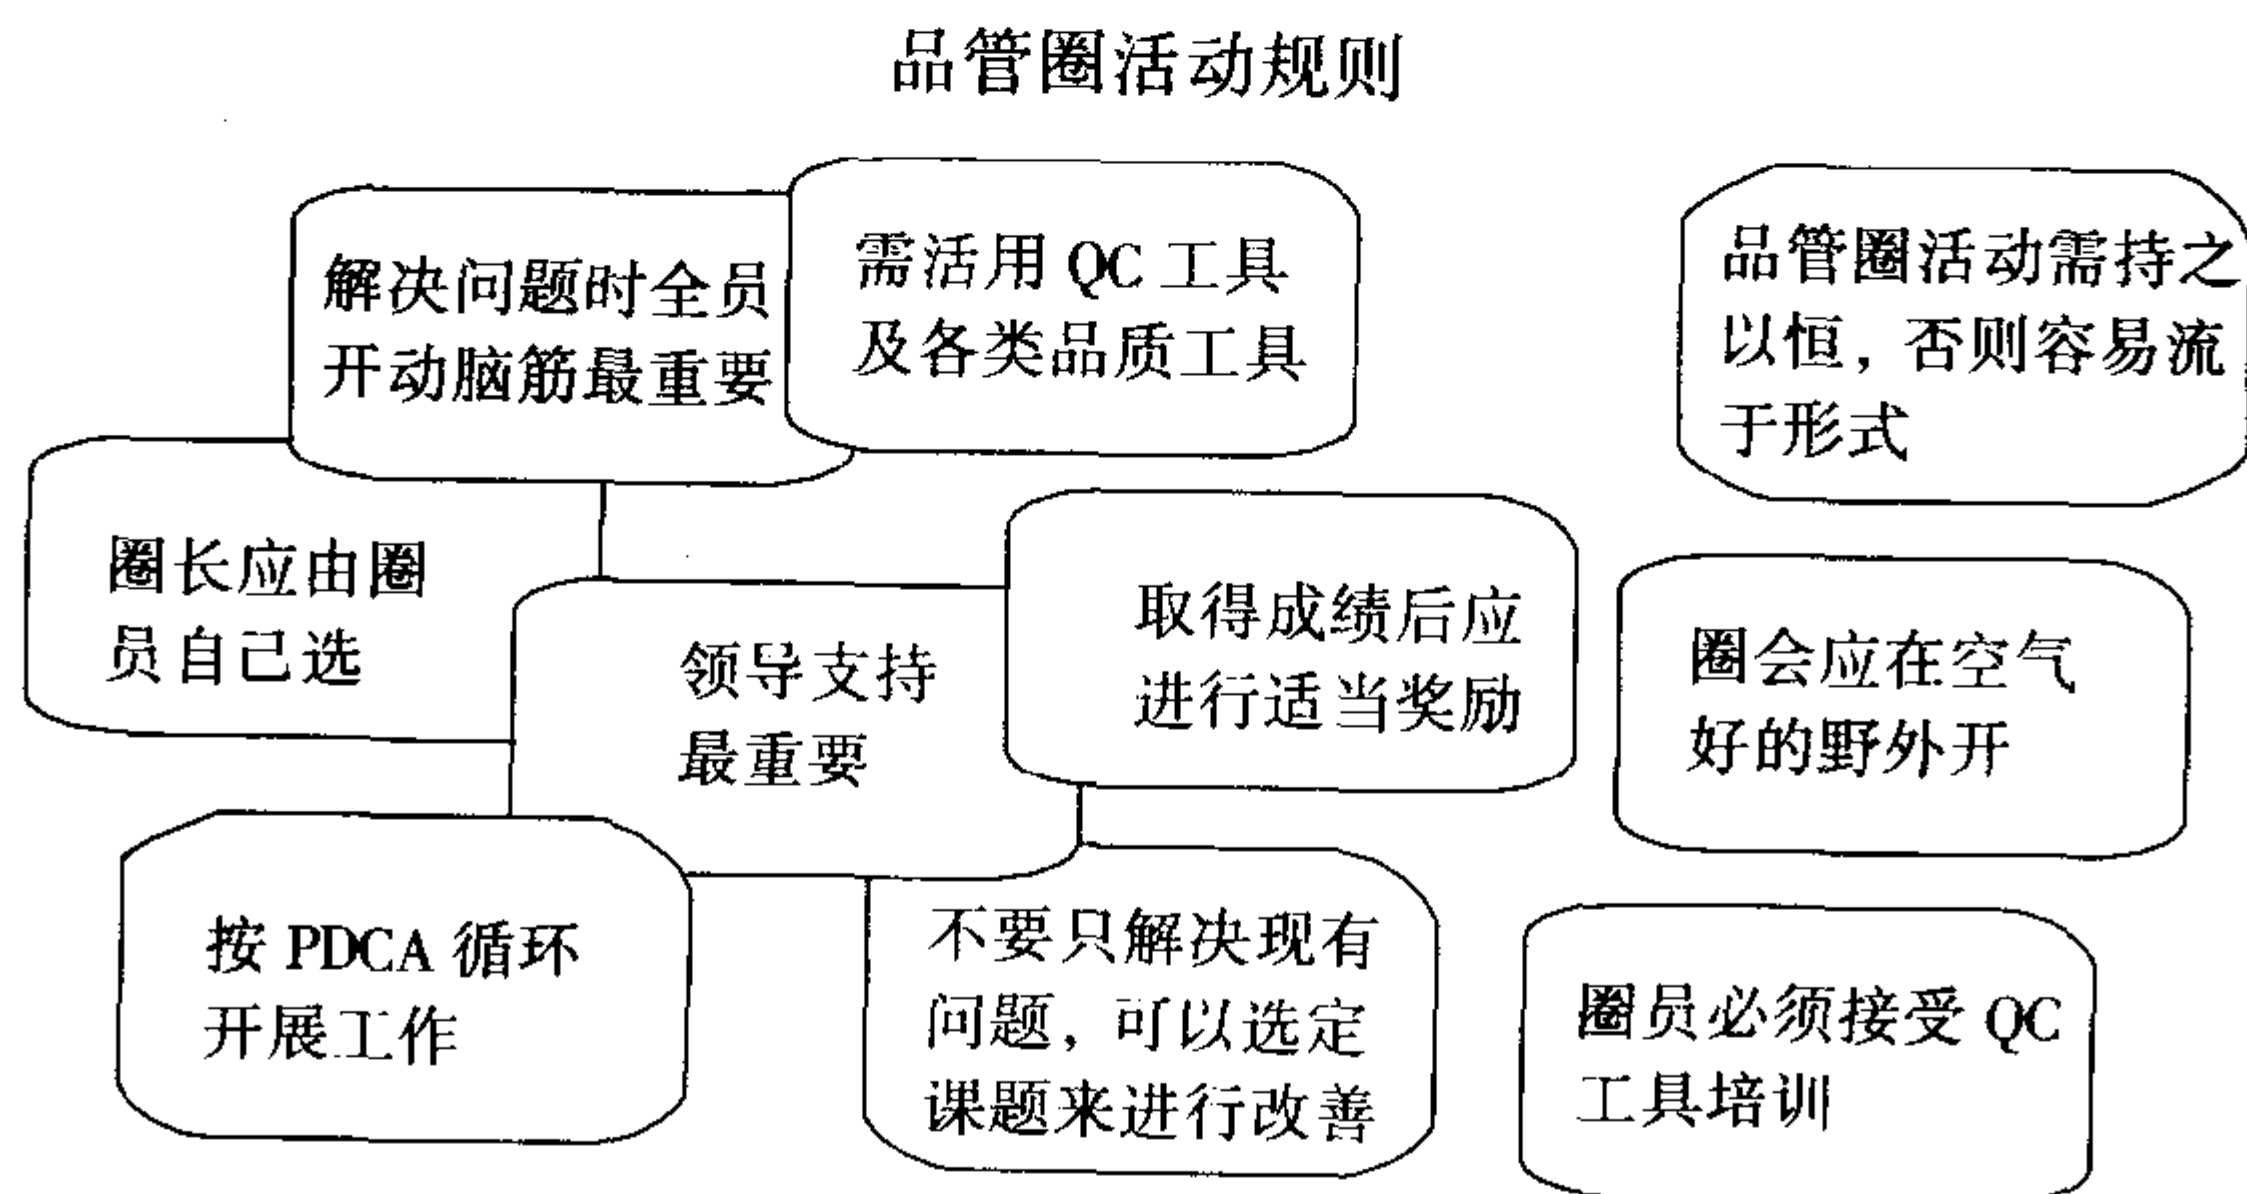 品管圈活动规则
解决问题时全员
开动脑筋最重要
需活用 QC 工具
及各类品质工具
品管圈活动需持之
以恒，否则容易流
于形式
圈长应由圈
员自己选
领导支持
最重要
取得成绩后应
进行适当奖励
圈会应在空气
好的野外开
按 PDCA 循环
开展工作
不要只解决现有
问题，可以选定
课题来进行改善
圈员必须接受 QC
工具培训